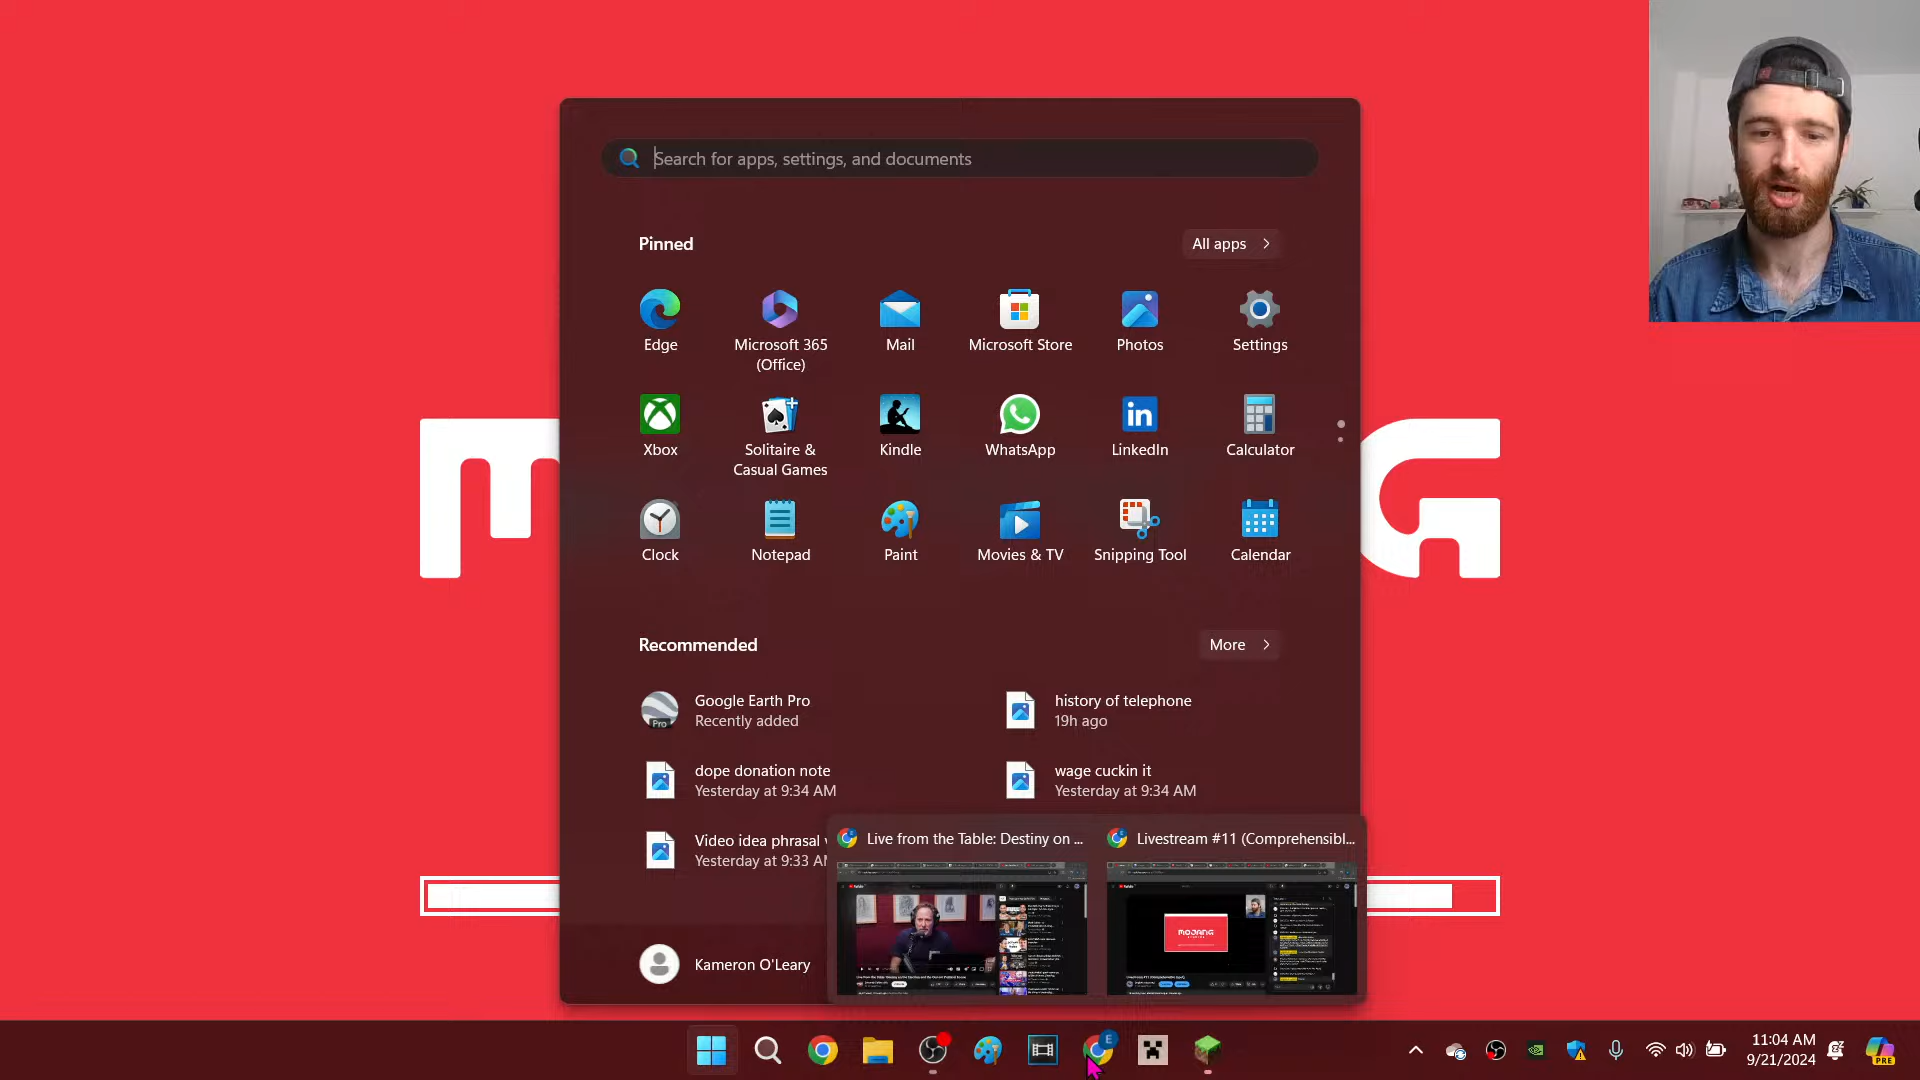 Search for apps, settings, and documents
Pinned
All apps
Edge
Microsoft 365
(Office)
Mail
Microsoft Store
Photos
Settings
Xbox
Solitaire &
Casual Games
Kindle
WhatsApp
LinkedIn
Calculator
Clock
Notepad
Paint
Movies & TV
Snipping Tool
Calendar
Recommended
More
Google Earth Pro
Recently added
history of telephone
19h ago
dope donation note
Yesterday at 9:34 AM
wage cuckin it
Yesterday at 9:34 AM
Video idea phrasal
Yesterday at 9:33 AM
Live from the Table: Destiny on ...
Livestream #11 (Comprehensibl...
MOJANG
Kameron O'Leary
11:04 AM
9/21/2024